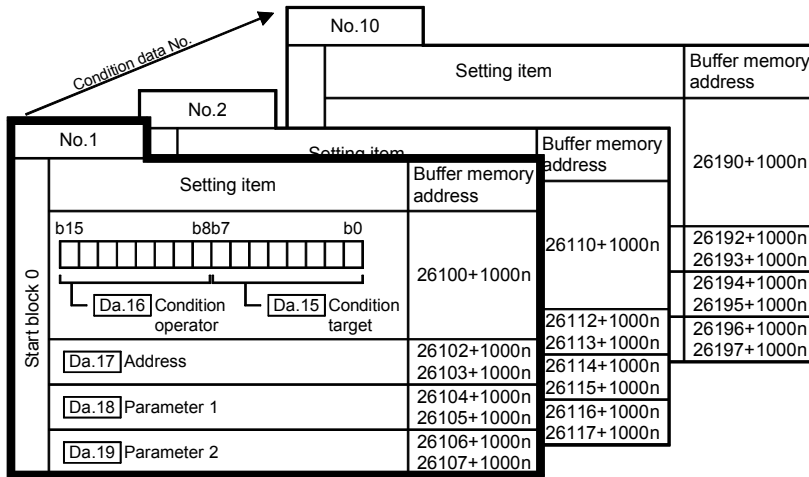 Condition data No.
No.10
Setting item
Buffer memory
address
26190+1000n
26192+1000n
26193+1000n
26194+1000n
26195+1000n
26196+1000n
26197+1000n
No.2
Setting item
Buffer memory
address
26110+1000n
26112+1000n
26113+1000n
26114+1000n
26115+1000n
26116+1000n
26117+1000n
No.1
Start block 0
Setting item
Buffer memory
address
b15 b8b7 b0
Da.16 Condition
operator
Da.15 Condition
target
26100+1000n
Da.17 Address
26102+1000n
26103+1000n
Da.18 Parameter 1
26104+1000n
26105+1000n
Da.19 Parameter 2
26106+1000n
26107+1000n